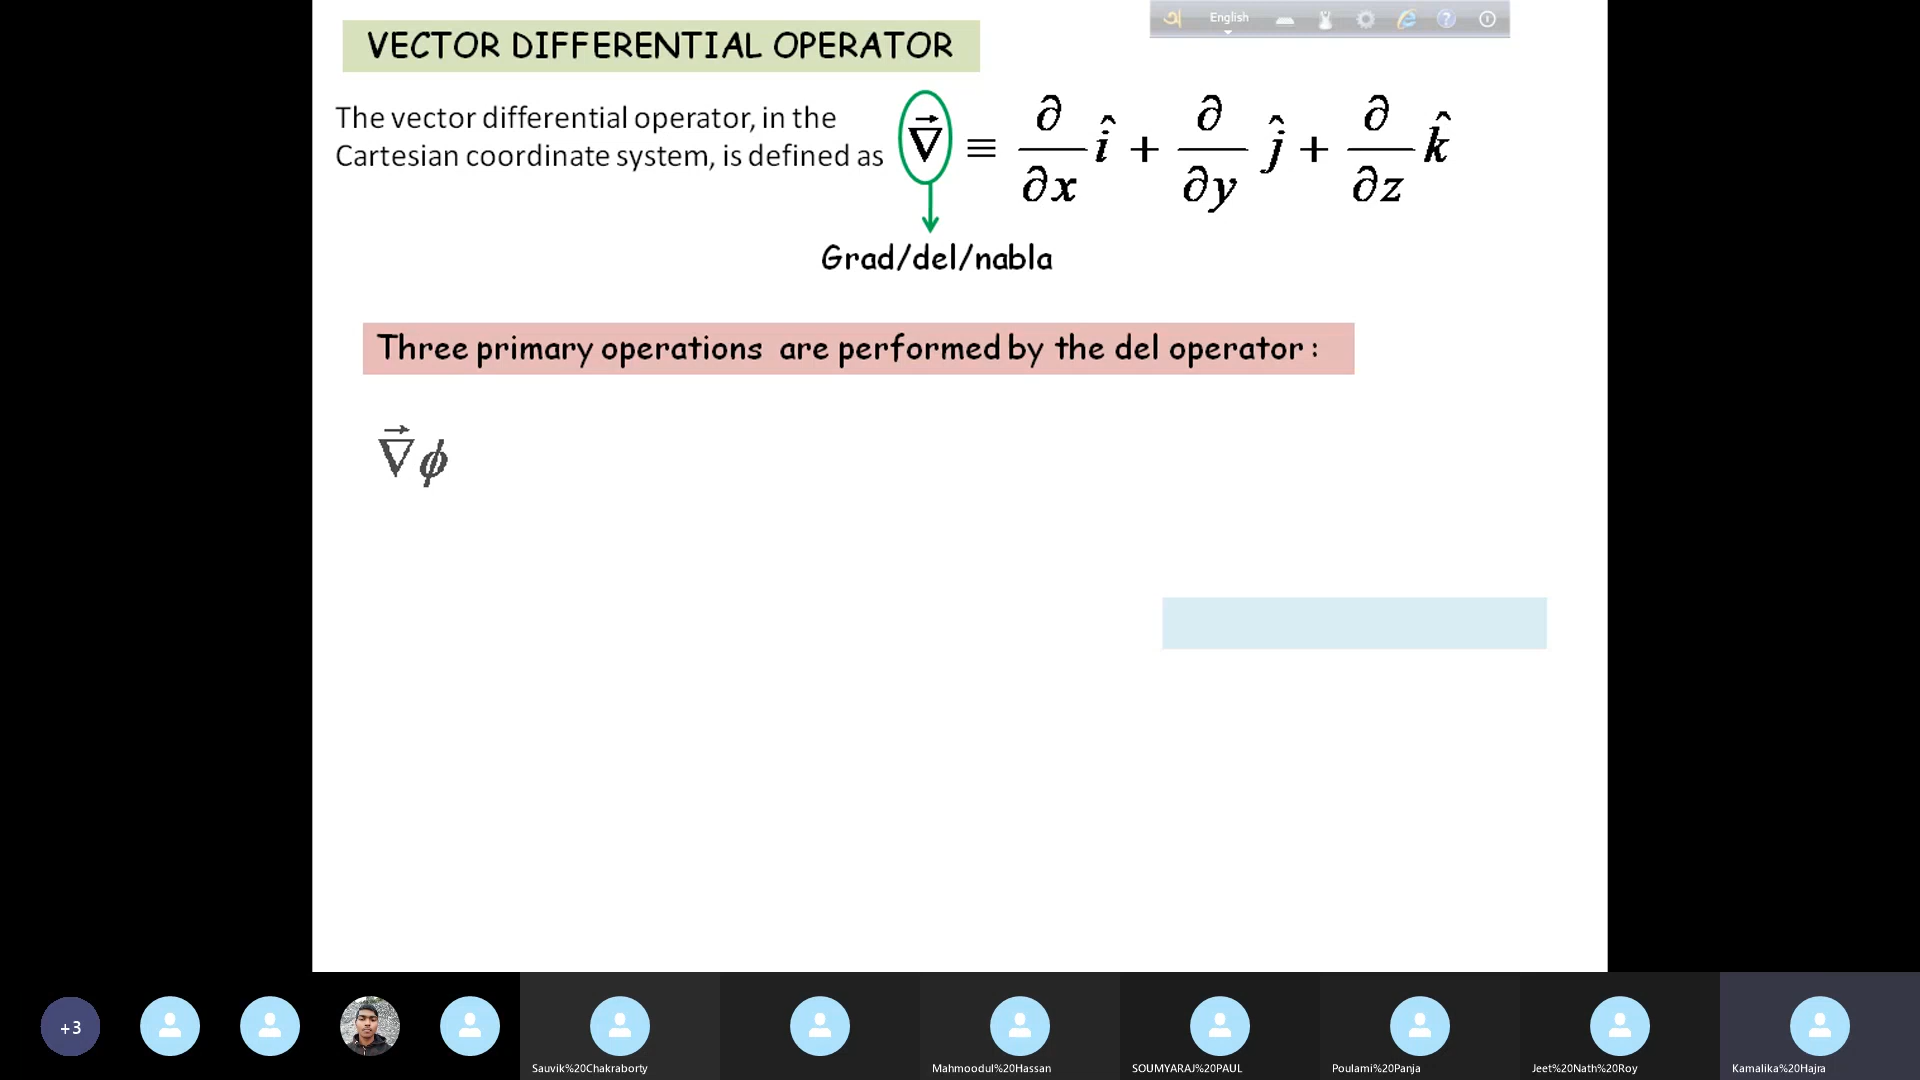 VECTOR DIFFERENTIAL OPERATOR
অ English
The vector differential operator, in the
Cartesian coordinate system, is defined as
∇⃗ ≡ ∂/∂x î + ∂/∂y ĵ + ∂/∂z k̂
Grad/del/nabla
Three primary operations are performed by the del operator :
∇⃗ϕ
+3
Sauvik%20Chakraborty
Mahmoodul%20Hassan
SOUMYARAJ%20PAUL
Poulami%20Panja
Jeet%20Nath%20Roy
Kamalika%20Hajra